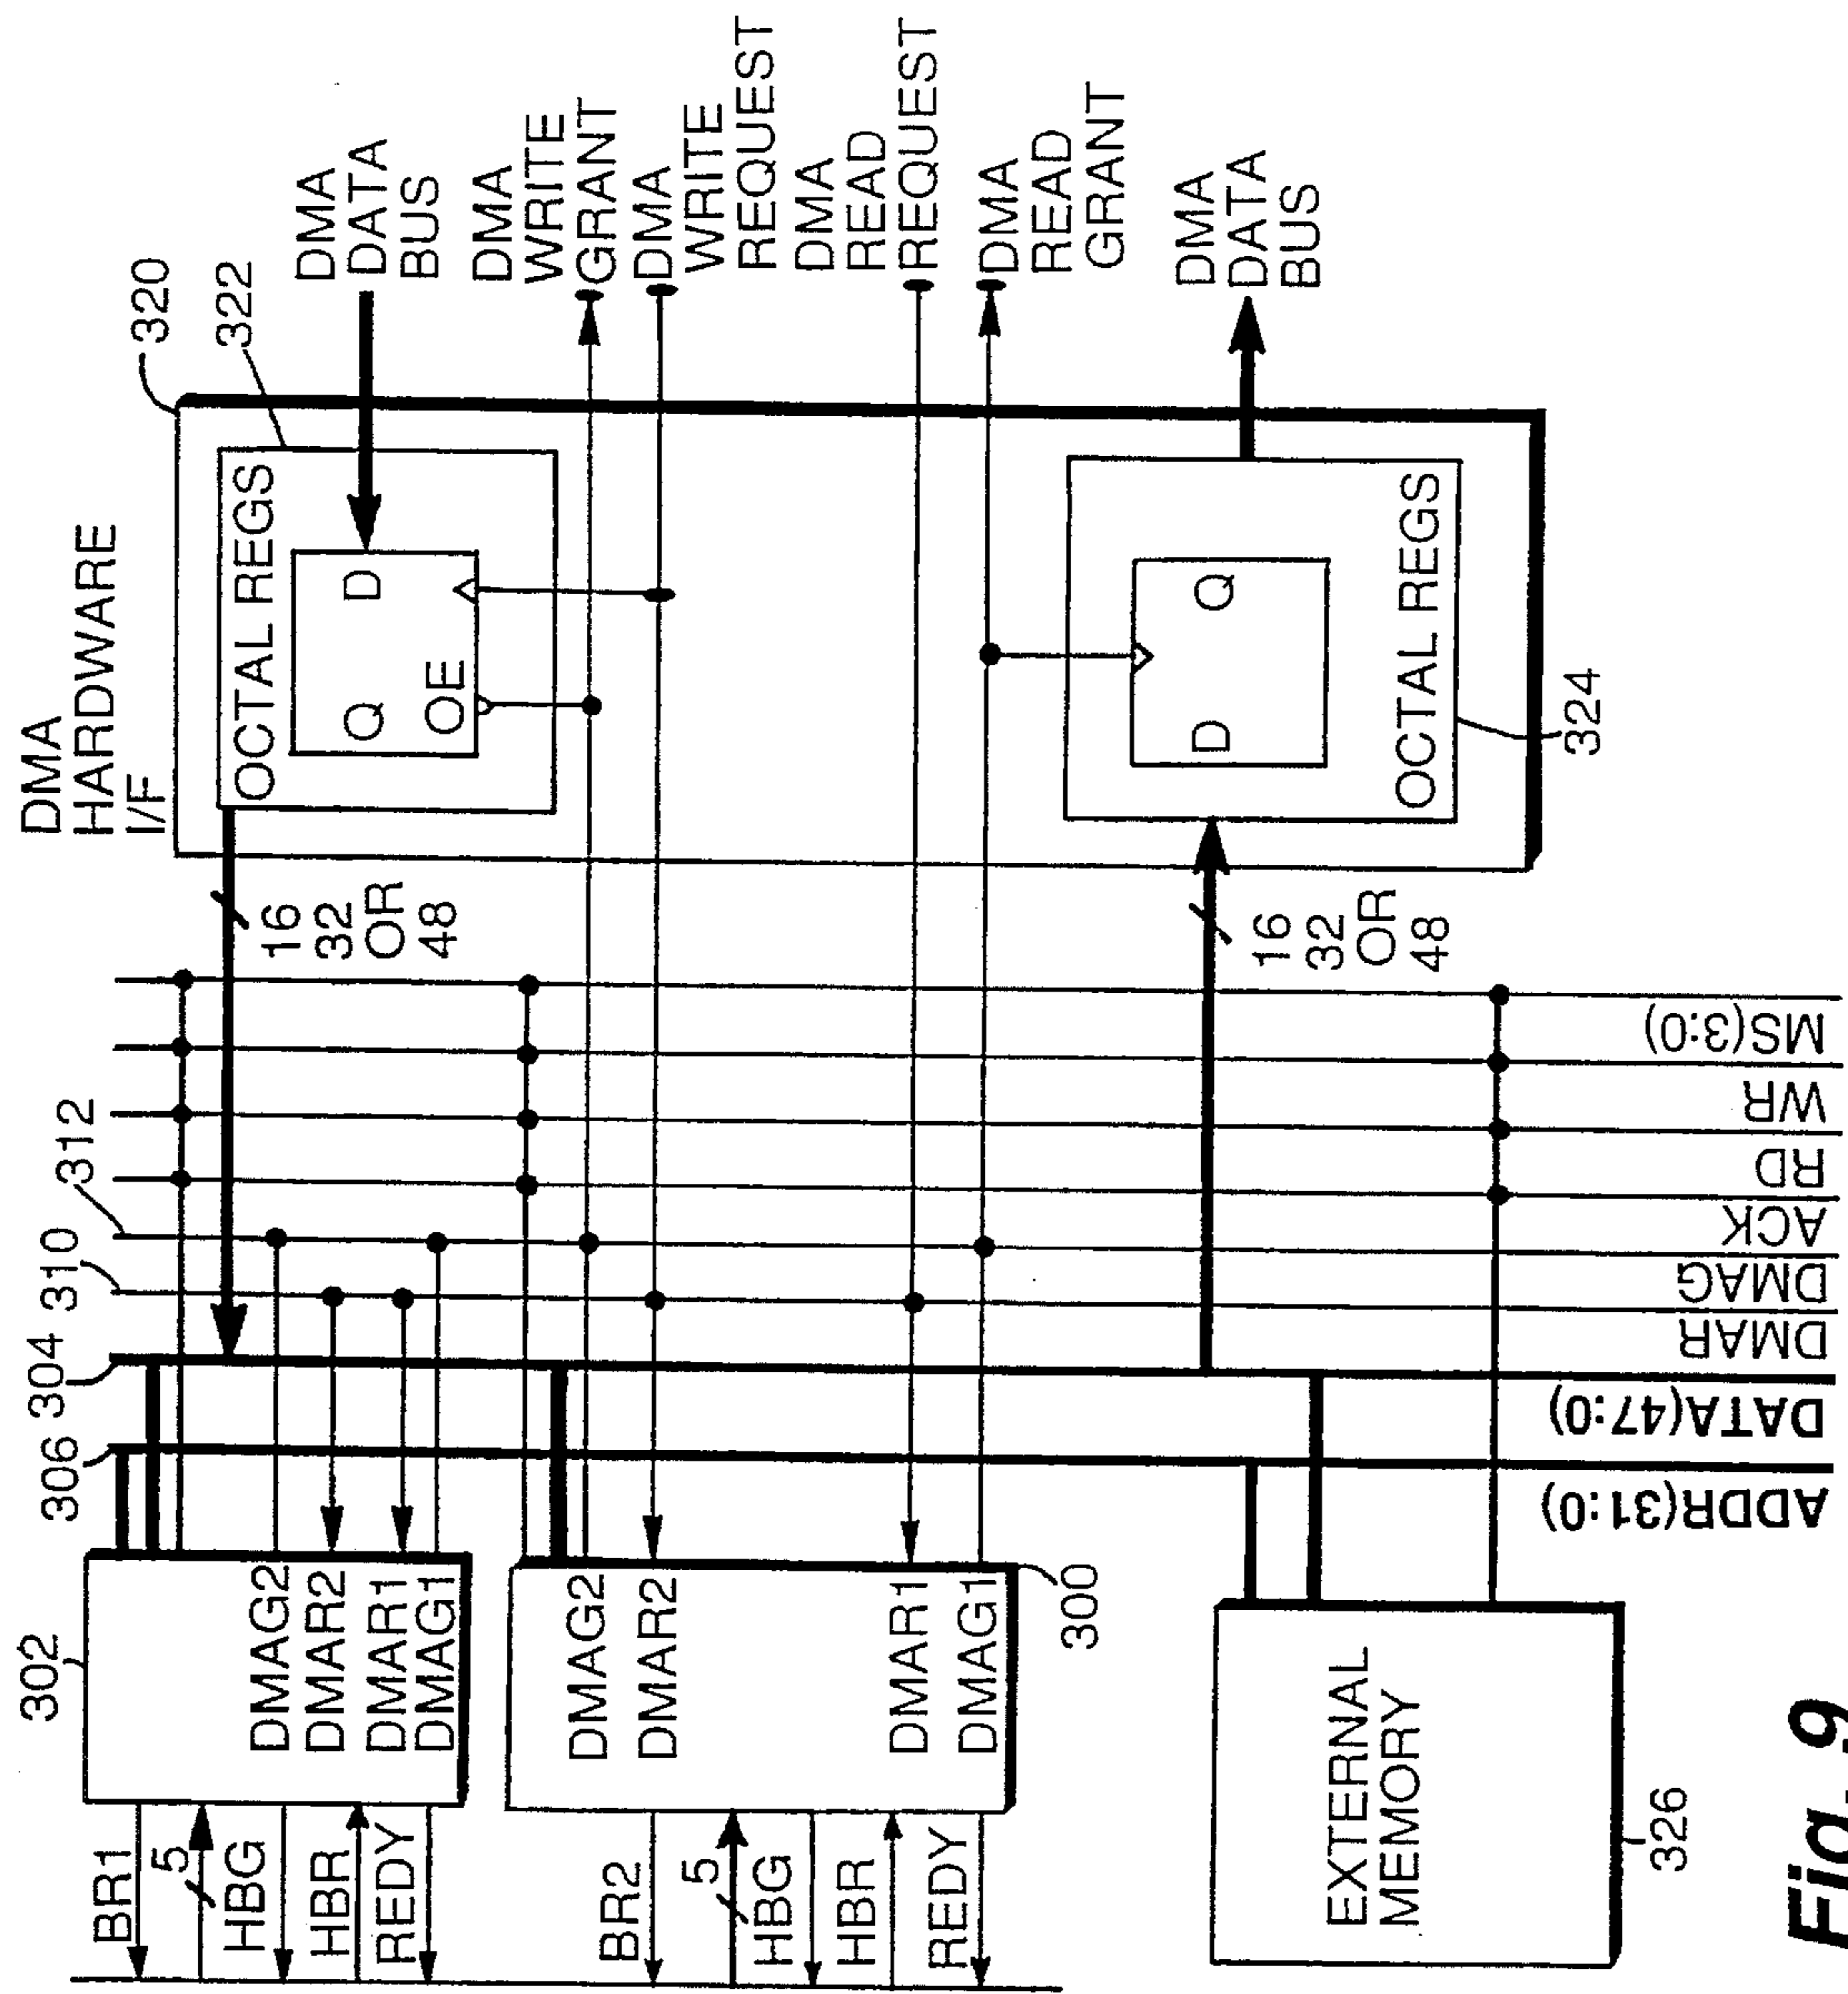 302
BR1
5
HBG
HBR
REDY
DMAG2
DMAR2
DMAR1
DMAG1
BR2
5
HBG
HBR
REDY
DMAG2
DMAR2
DMAR1
DMAG1
300
EXTERNAL
MEMORY
326
306
304
310
312
ADDR(31:0)
DATA(47:0)
DMAR
DMAG
ACK
RD
WR
MS(3:0)
16
32
OR
48
16
32
OR
48
DMA
HARDWARE
I/F
320
322
OCTAL REGS
Q
D
OE
D
Q
OCTAL REGS
324
DMA
DATA
BUS
DMA
WRITE
GRANT
DMA
WRITE
REQUEST
DMA
READ
REQUEST
DMA
READ
GRANT
DMA
DATA
BUS
Fig. 9